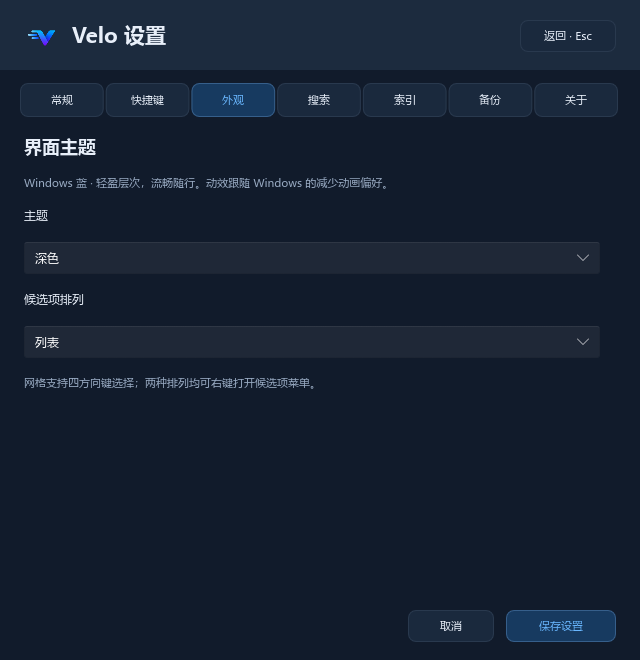 Velo 设置
返回 · Esc
常规
快捷键
外观
搜索
索引
备份
关于
界面主题
Windows 蓝 · 轻盈层次，流畅随行。动效跟随 Windows 的减少动画偏好。
主题
深色
候选项排列
列表
网格支持四方向键选择；两种排列均可右键打开候选项菜单。
取消
保存设置